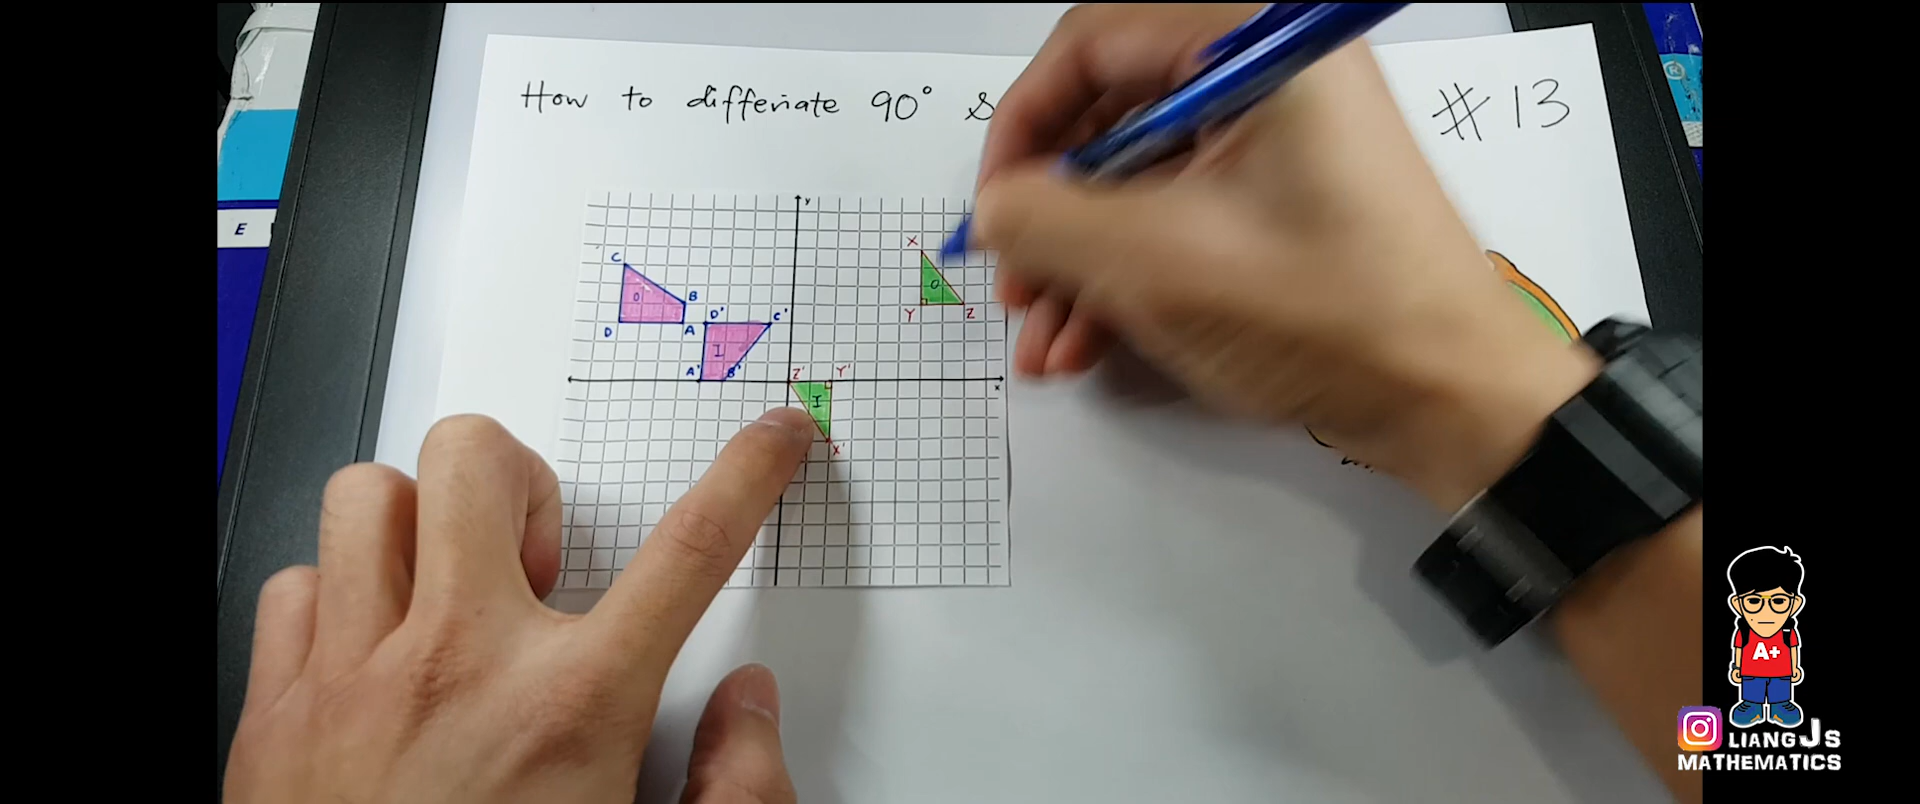 How to differiate 90°
# 13
E
y
X
C
O
O
B
D'
C'
Y
Z
D
A
I
A'
B'
Z'
Y'
x
I
X'
A+
LIANGJS
MATHEMATICS